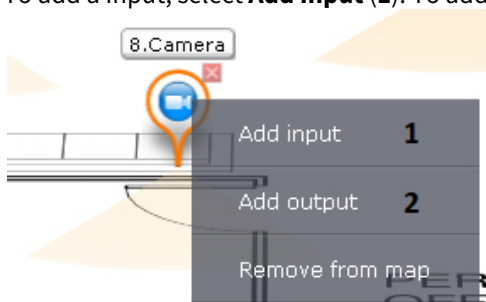 To add a input, select Add input (1). To add
8.Camera
Add input 1
Add output 2
Remove from map